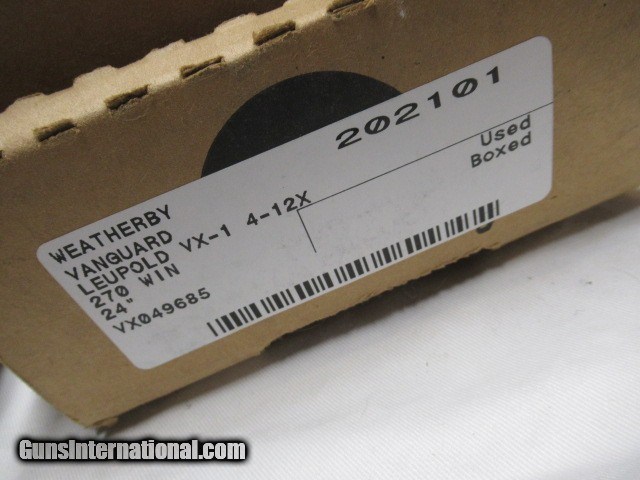 202101
Used
Boxed
WEATHERBY
VANGUARD
LEUPOLD VX-1 4-12X
270 WIN
24"
VX049685
GunsInternational.com